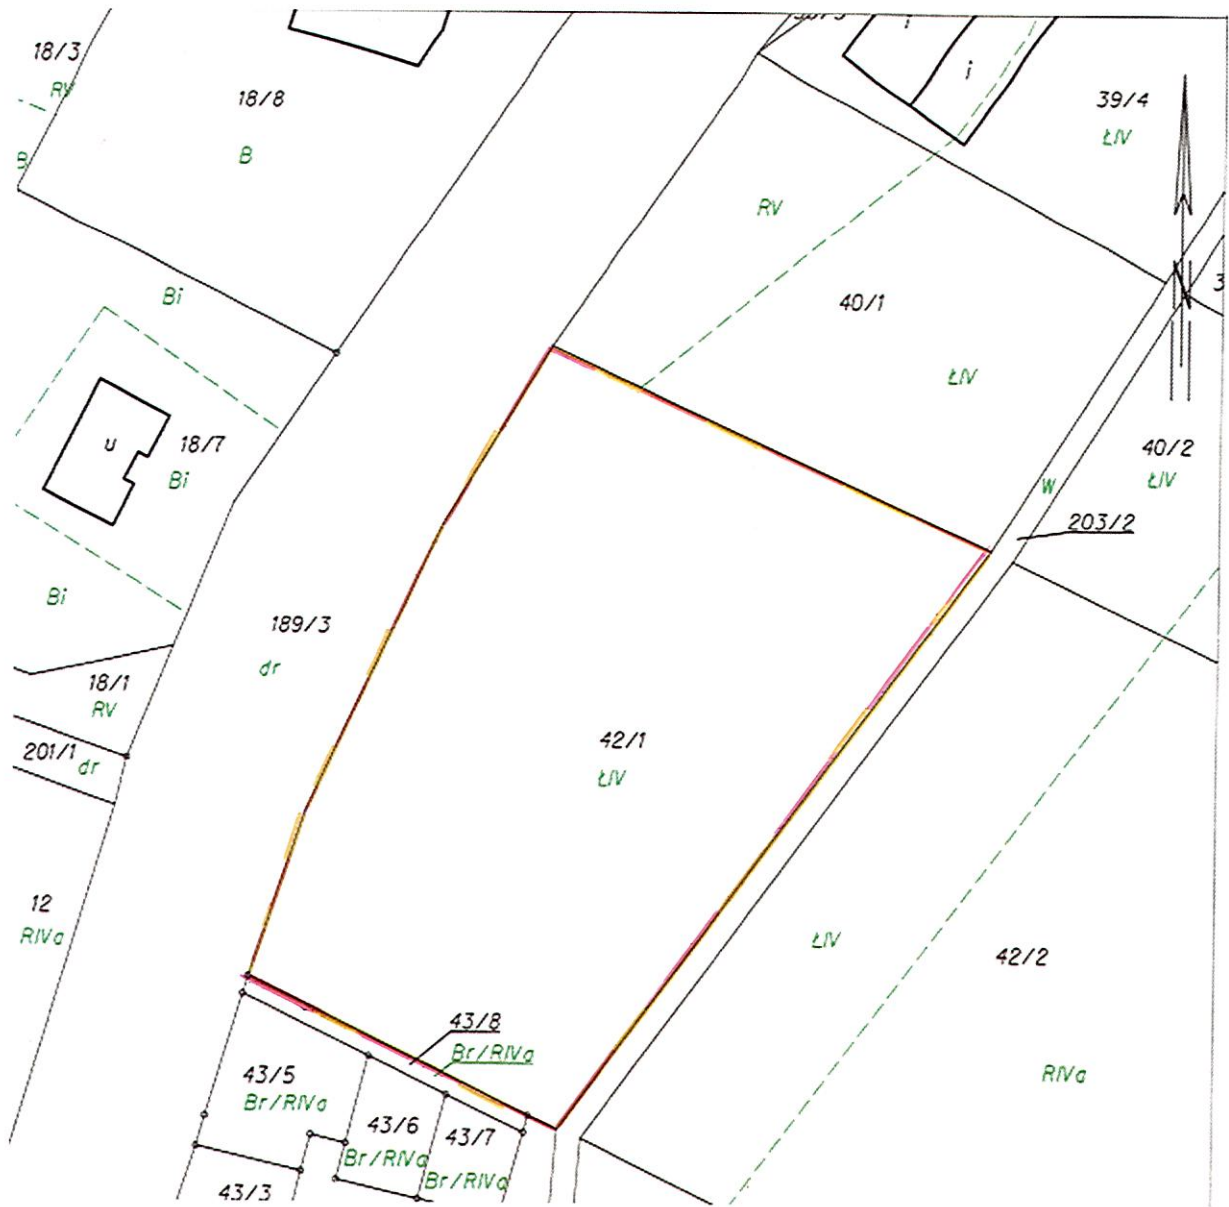 18/3
RV
18/8
B
B
i
i
39/4
ŁIV
RV
Bi
40/1
ŁIV
N
3
u
18/7
Bi
40/2
ŁIV
W
203/2
Bi
189/3
dr
18/1
RV
201/1 dr
42/1
ŁIV
12
RIVa
ŁIV
42/2
43/8
Br/RIVa
43/5
Br/RIVa
RIVa
43/6
Br/RIVa
43/7
Br/RIVa
43/3